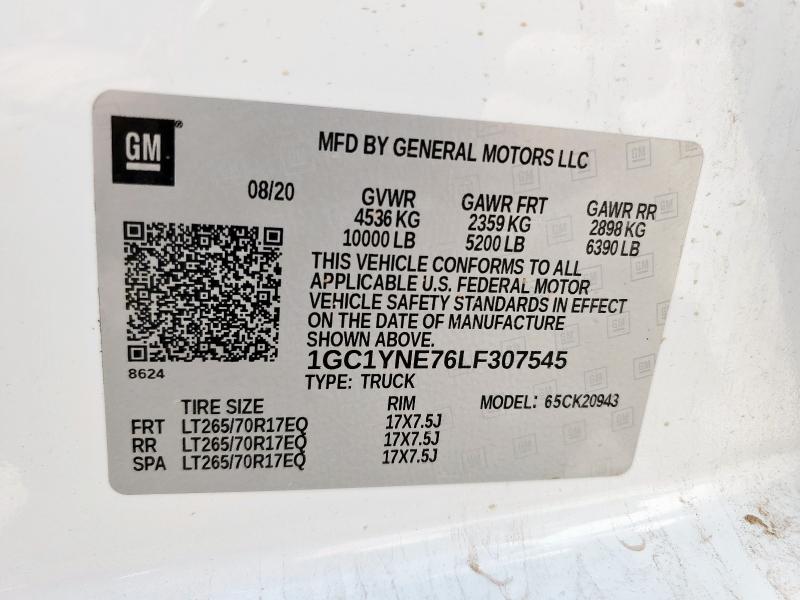 GM®
MFD BY GENERAL MOTORS LLC
08/20 GVWR GAWR FRT GAWR RR
4536 KG 2359 KG 2898 KG
10000 LB 5200 LB 6390 LB
THIS VEHICLE CONFORMS TO ALL
APPLICABLE U.S. FEDERAL MOTOR
VEHICLE SAFETY STANDARDS IN EFFECT
ON THE DATE OF MANUFACTURE
SHOWN ABOVE.
1GC1YNE76LF307545
8624
TYPE: TRUCK
TIRE SIZE RIM MODEL: 65CK20943
FRT LT265/70R17EQ 17X7.5J
RR LT265/70R17EQ 17X7.5J
SPA LT265/70R17EQ 17X7.5J